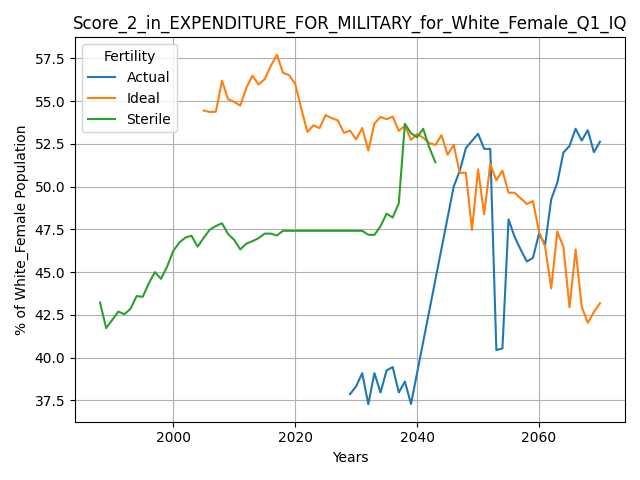 Score_2_in_EXPENDITURE_FOR_MILITARY_for_White_Female_Q1_IQ
Fertility
Actual
Ideal
Sterile
% of White_Female Population
57.5
55.0
52.5
50.0
47.5
45.0
42.5
40.0
37.5
2000
2020
2040
2060
Years